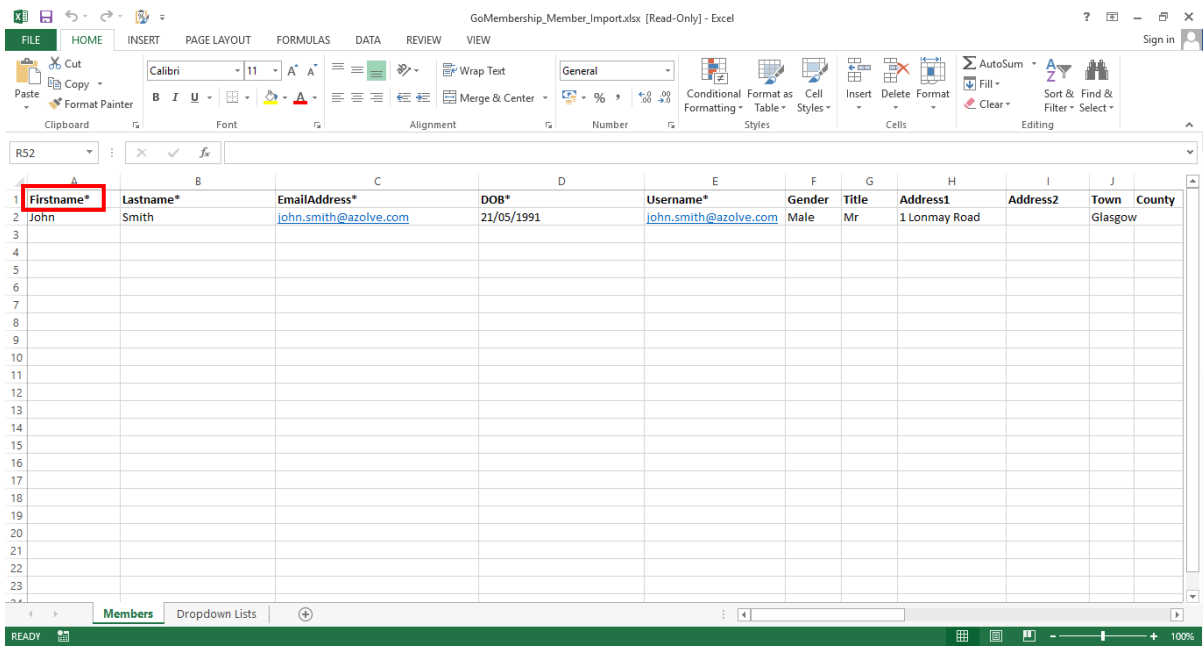 GoMembership_Member_Import.xlsx [Read-Only] - Excel
FILE HOME INSERT PAGE LAYOUT FORMULAS DATA REVIEW VIEW Sign in
Cut
Copy
Format Painter
Paste
Clipboard
Calibri 11
B I U
Font
Wrap Text
Merge & Center
Alignment
General
% ,
Number
Conditional Formatting
Format as Table
Cell Styles
Styles
Insert Delete Format
Cells
AutoSum
Fill
Clear
Sort & Filter
Find & Select
Editing
R52 fx
A B C D E F G H I J
1 Firstname* Lastname* EmailAddress* DOB* Username* Gender Title Address1 Address2 Town County
2 John Smith john.smith@azolve.com 21/05/1991 john.smith@azolve.com Male Mr 1 Lonmay Road Glasgow
3
4
5
6
7
8
9
10
11
12
13
14
15
16
17
18
19
20
21
22
23
24
Members Dropdown Lists
READY 100%